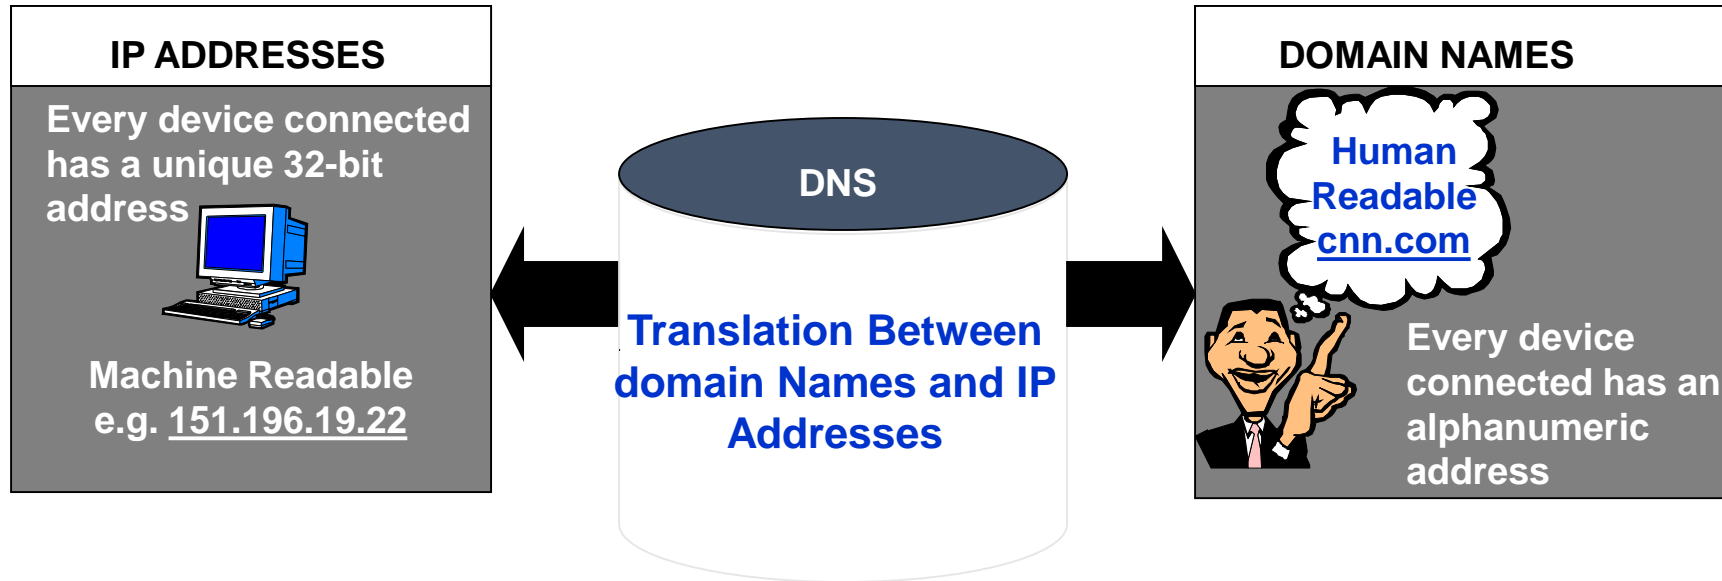 IP ADDRESSES
Every device connected
has a unique 32-bit
address
Machine Readable
e.g. 151.196.19.22
DNS
Translation Between
domain Names and IP
Addresses
DOMAIN NAMES
Human
Readable
cnn.com
Every device
connected has an
alphanumeric
address